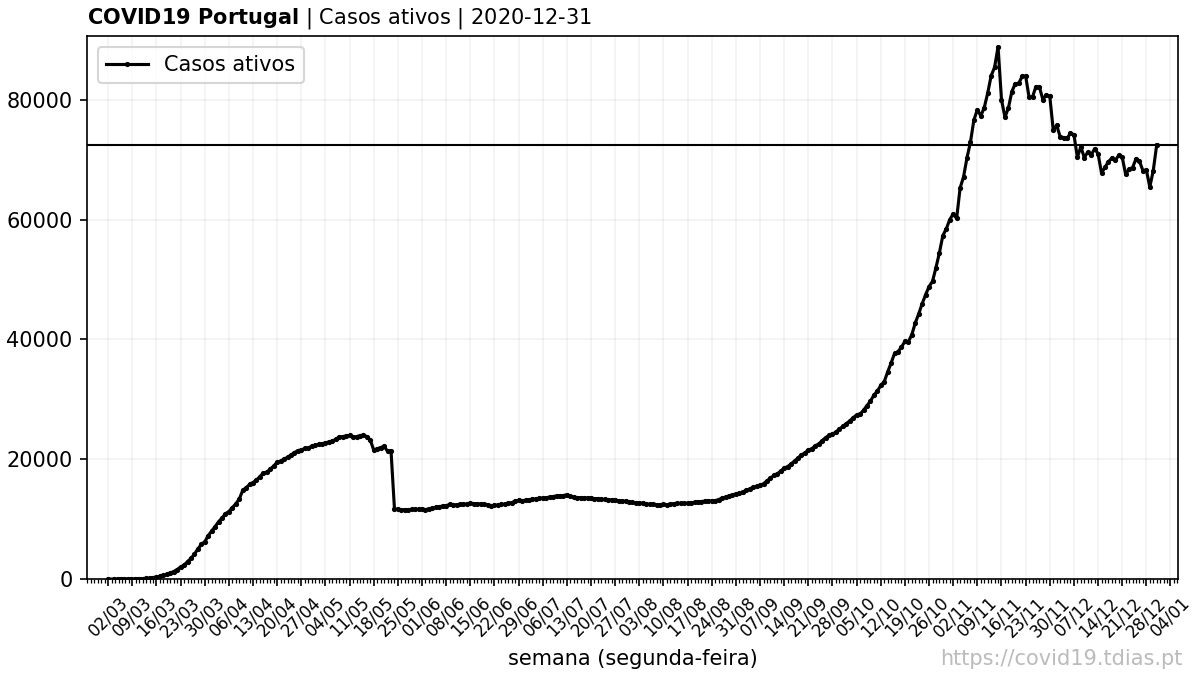 COVID19 Portugal | Casos ativos | 2020-12-31
Casos ativos
80000
60000
40000
20000
0
02/03 09/03 16/03 23/03 30/03 06/04 13/04 20/04 27/04 04/05 11/05 18/05 25/05 01/06 08/06 15/06 22/06 29/06 06/07 13/07 20/07 27/07 03/08 10/08 17/08 24/08 31/08 07/09 14/09 21/09 28/09 05/10 12/10 19/10 26/10 02/11 09/11 16/11 23/11 30/11 07/12 14/12 21/12 28/12 04/01
semana (segunda-feira)
https://covid19.tdias.pt